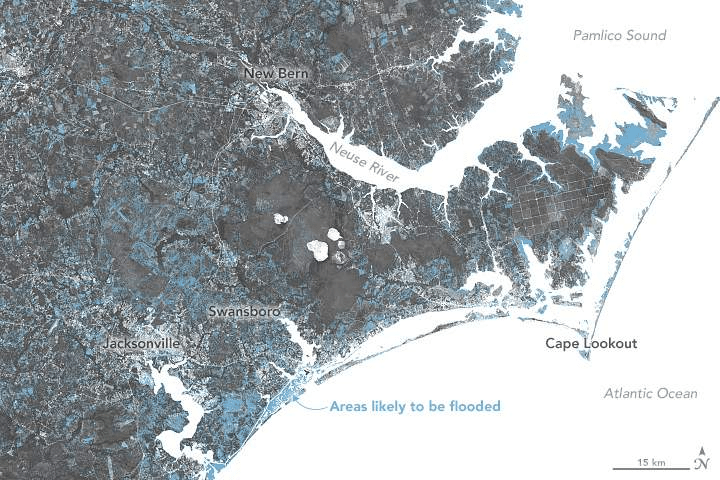 Pamlico Sound
New Bern
Neuse River
Swansboro
Jacksonville
Cape Lookout
Atlantic Ocean
Areas likely to be flooded
15 km
N